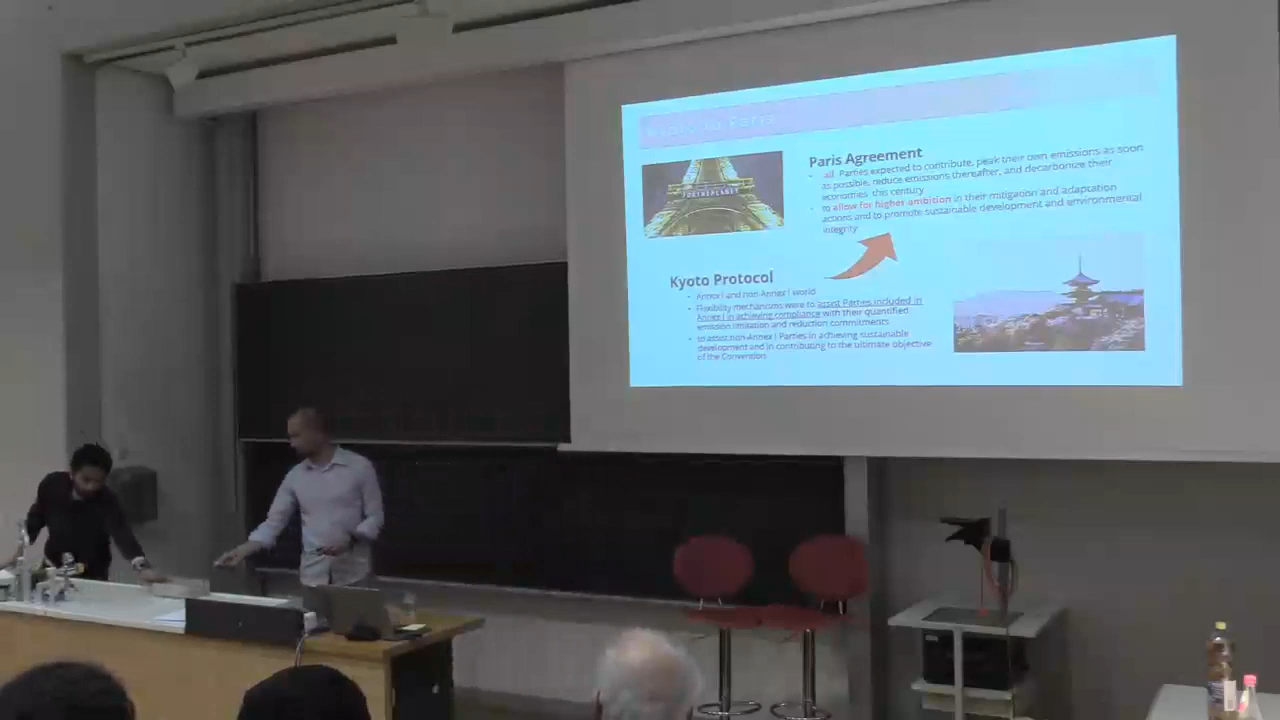 Kyoto to Paris
Paris Agreement
all Parties expected to contribute, peak their own emissions as soon
as possible, reduce emissions thereafter, and decarbonize their
economies, this century
to allow for higher ambition in their mitigation and adaptation
actions and to promote sustainable development and environmental
integrity
Kyoto Protocol
Annex I and non-Annex I world
Flexibility mechanisms were to assist Parties included in
Annex I in achieving compliance with their quantified
emission limitation and reduction commitments
to assist non-Annex I Parties in achieving sustainable
development and in contributing to the ultimate objective
of the Convention